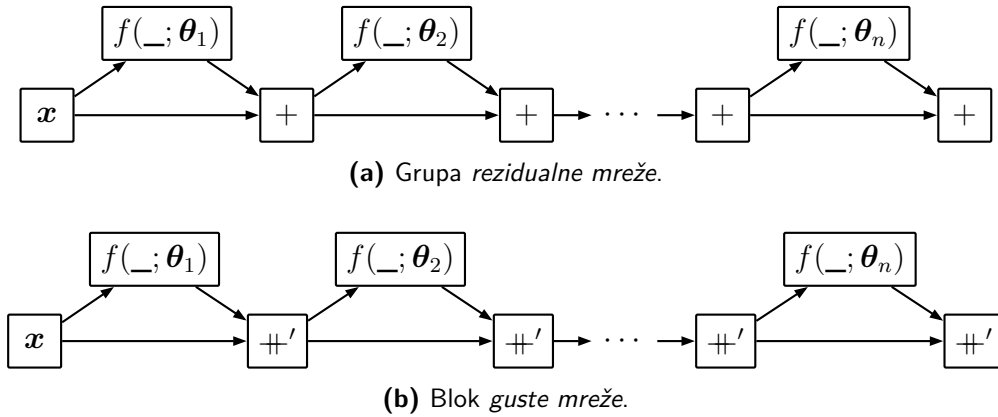 f(_; θ₁) f(_; θ₂) f(_; θₙ)
x + + ⋯ + +
(a) Grupa rezidualne mreže.
f(_; θ₁) f(_; θ₂) f(_; θₙ)
x ⧺′ ⧺′ ⋯ ⧺′ ⧺′
(b) Blok guste mreže.